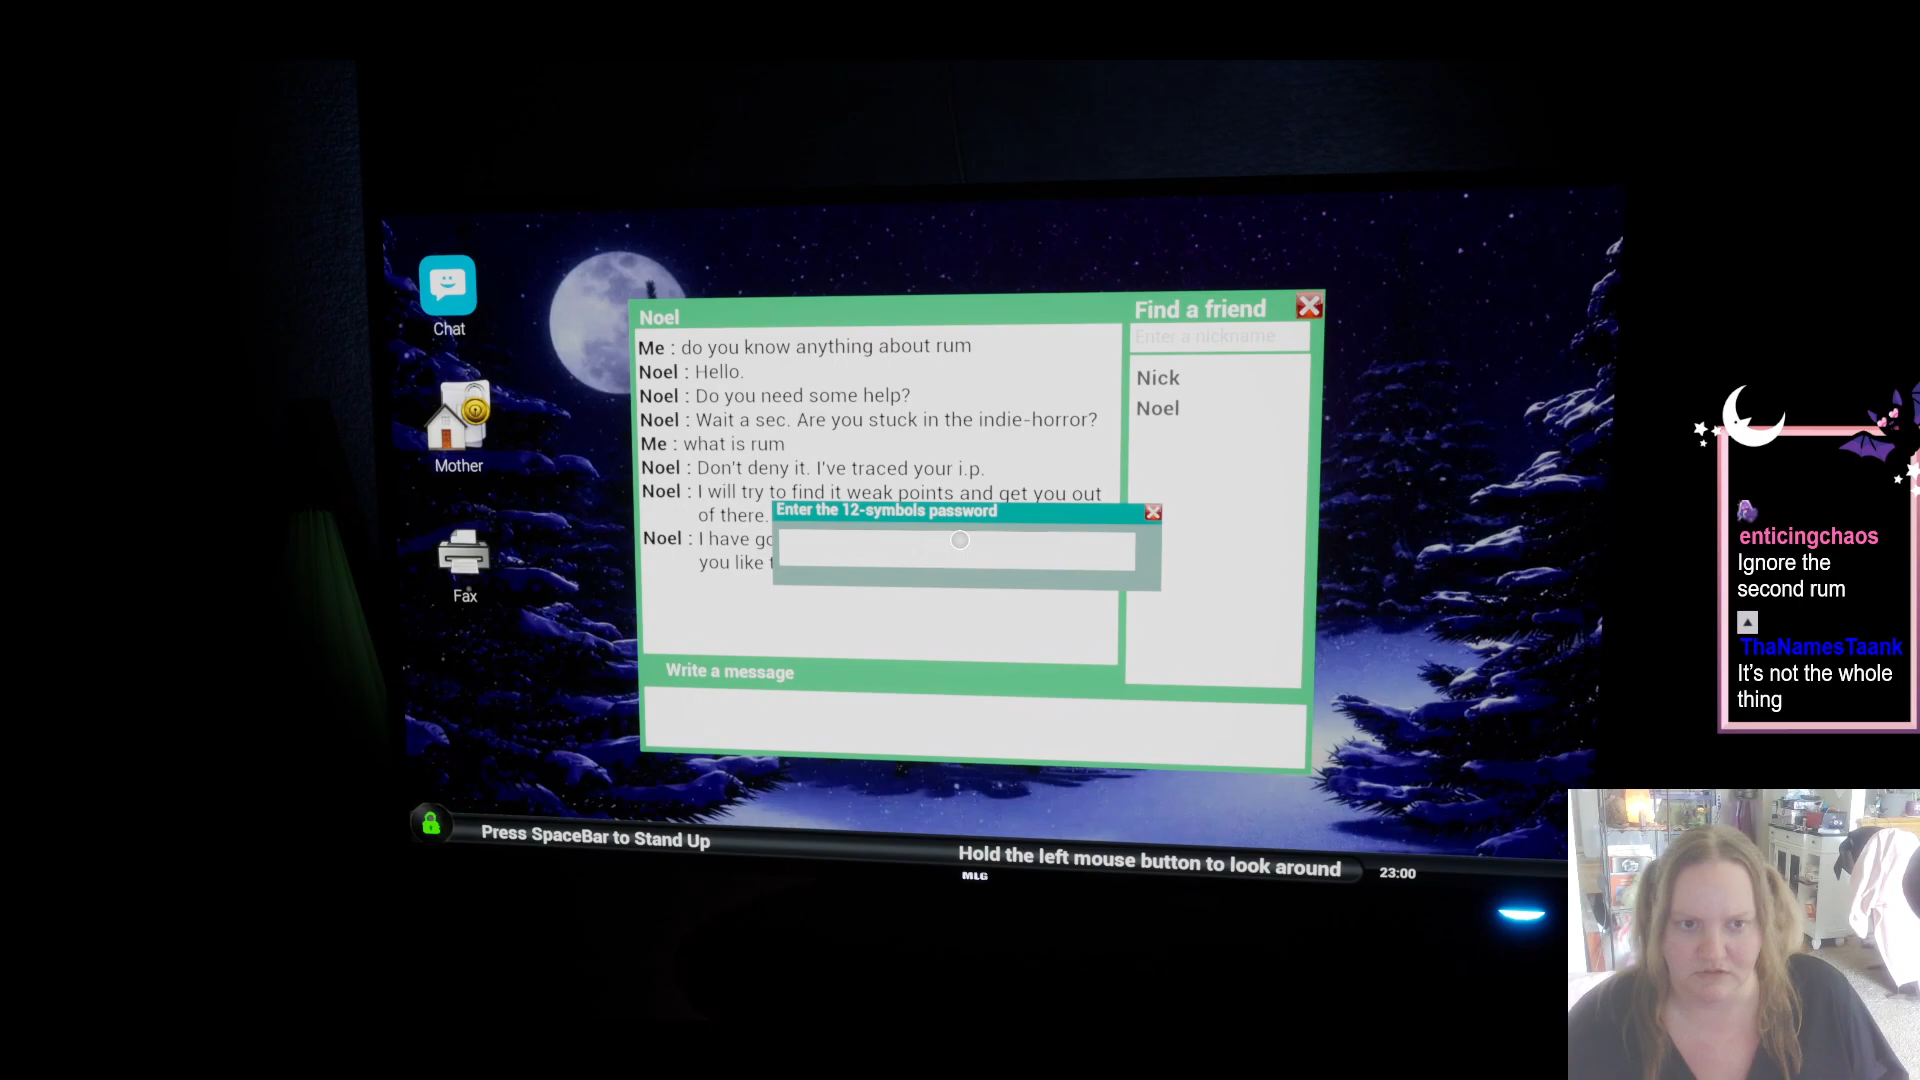 Chat
Mother
Fax
Noel
Me : do you know anything about rum
Noel : Hello.
Noel : Do you need some help?
Noel : Wait a sec. Are you stuck in the indie-horror?
Me : what is rum
Noel : Don't deny it. I've traced your i.p.
Noel : I will try to find it weak points and get you out
of there.
Noel : I have go
you like t
Enter the 12-symbols password
Write a message
Find a friend
Enter a nickname
Nick
Noel
Press SpaceBar to Stand Up
Hold the left mouse button to look around
23:00
MLG
enticingchaos
Ignore the
second rum
ThaNamesTaank
It's not the whole
thing